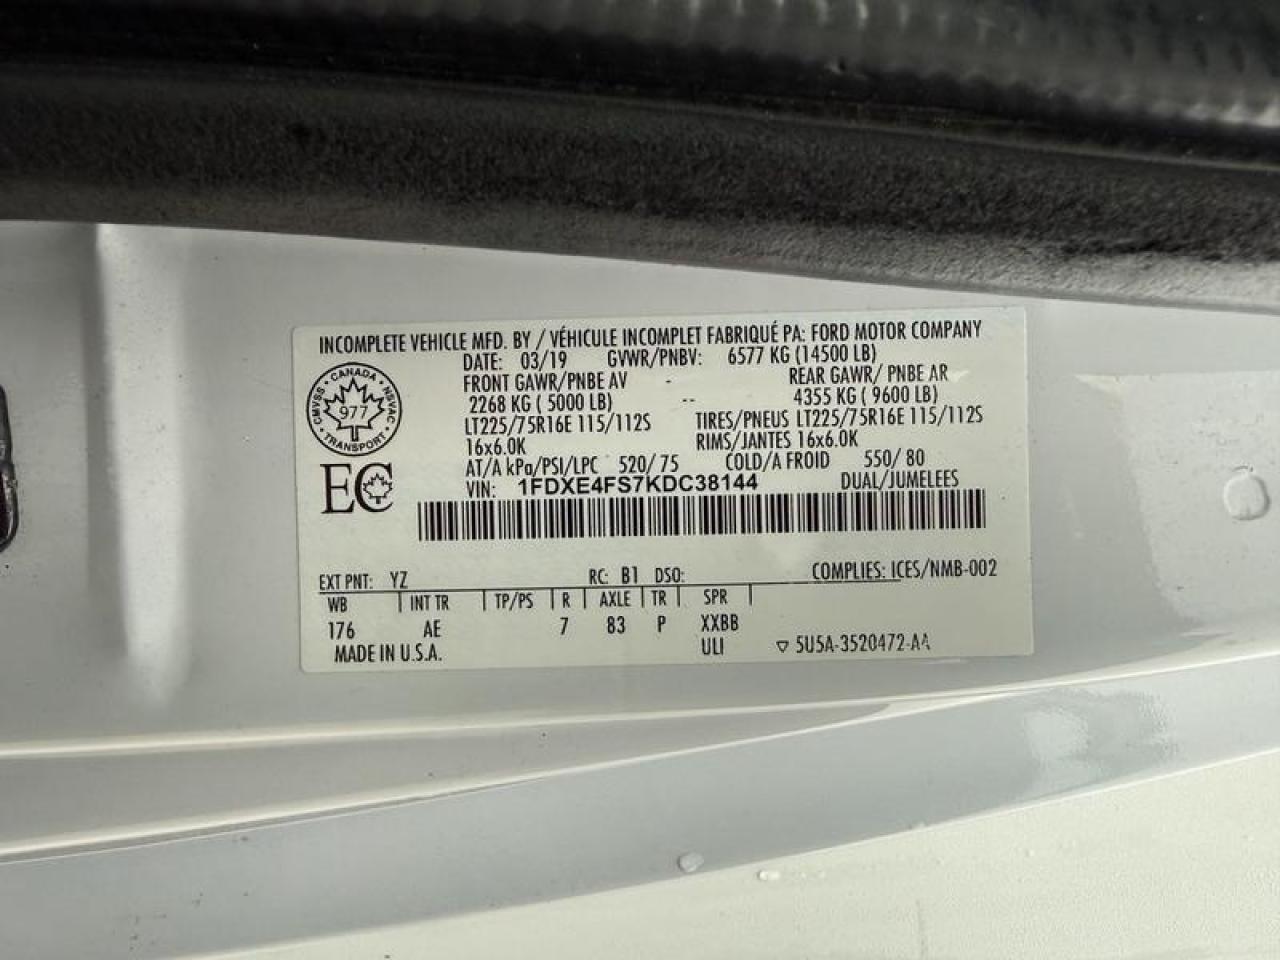 INCOMPLETE VEHICLE MFD. BY / VÉHICULE INCOMPLET FABRIQUÉ PA: FORD MOTOR COMPANY
DATE: 03/19 GVWR/PNBV: 6577 KG (14500 LB)
FRONT GAWR/PNBE AV - REAR GAWR/ PNBE AR
2268 KG ( 5000 LB) -- 4355 KG ( 9600 LB)
LT225/75R16E 115/112S TIRES/PNEUS LT225/75R16E 115/112S
16x6.0K RIMS/JANTES 16x6.0K
AT/A kPa/PSI/LPC 520/ 75 COLD/A FROID 550/ 80
VIN: 1FDXE4FS7KDC38144 DUAL/JUMELEES
CANADA
CMVSS 977 NSVAC
TRANSPORT
EC
EXT PNT: YZ RC: B1 DSO: COMPLIES: ICES/NMB-002
WB INT TR TP/PS R AXLE TR SPR
176 AE 7 83 P XXBB
MADE IN U.S.A. ULI ▽ 5U5A-3520472-AA